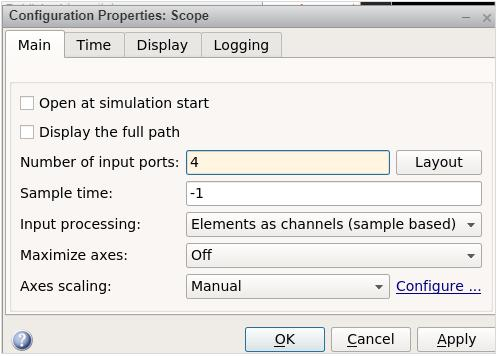 Configuration Properties: Scope
Main Time Display Logging
Open at simulation start
Display the full path
Number of input ports: 4 Layout
Sample time: -1
Input processing: Elements as channels (sample based)
Maximize axes: Off
Axes scaling: Manual Configure ...
? OK Cancel Apply